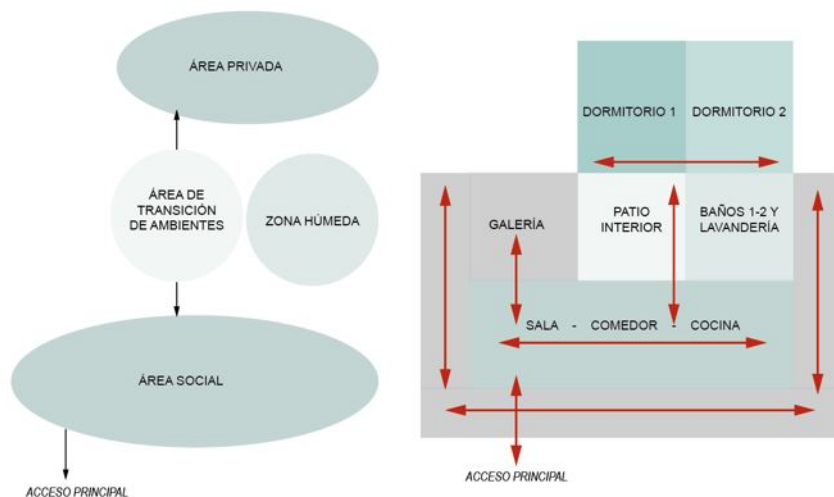 ÁREA PRIVADA
ÁREA DE
TRANSICIÓN
DE AMBIENTES
ZONA HÚMEDA
ÁREA SOCIAL
ACCESO PRINCIPAL
DORMITORIO 1
DORMITORIO 2
GALERÍA
PATIO
INTERIOR
BAÑOS 1-2 Y
LAVANDERÍA
SALA - COMEDOR - COCINA
ACCESO PRINCIPAL